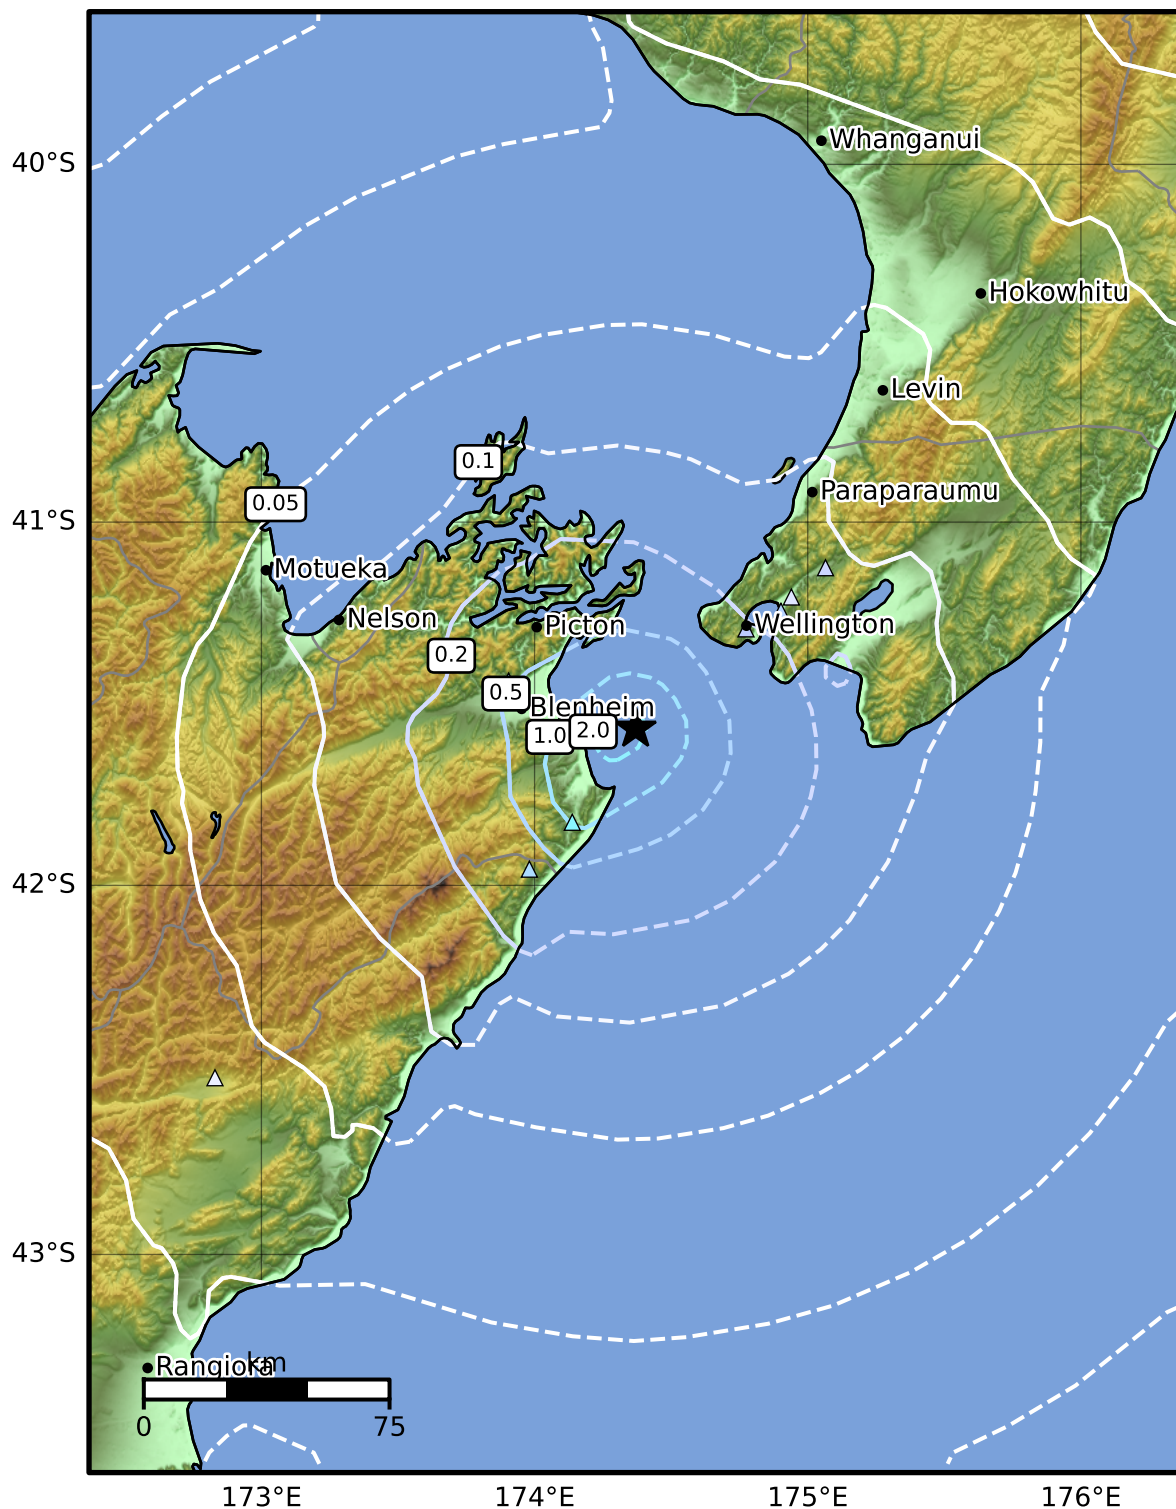 Whanganui
40°S
Hokowhitu
Levin
0.1
Paraparaumu
0.05
41°S
Motueka
Nelson
Picton
Wellington
0.2
0.5
Blenheim
1.0
2.0
42°S
43°S
Rangiora
km
0
75
173°E
174°E
175°E
176°E